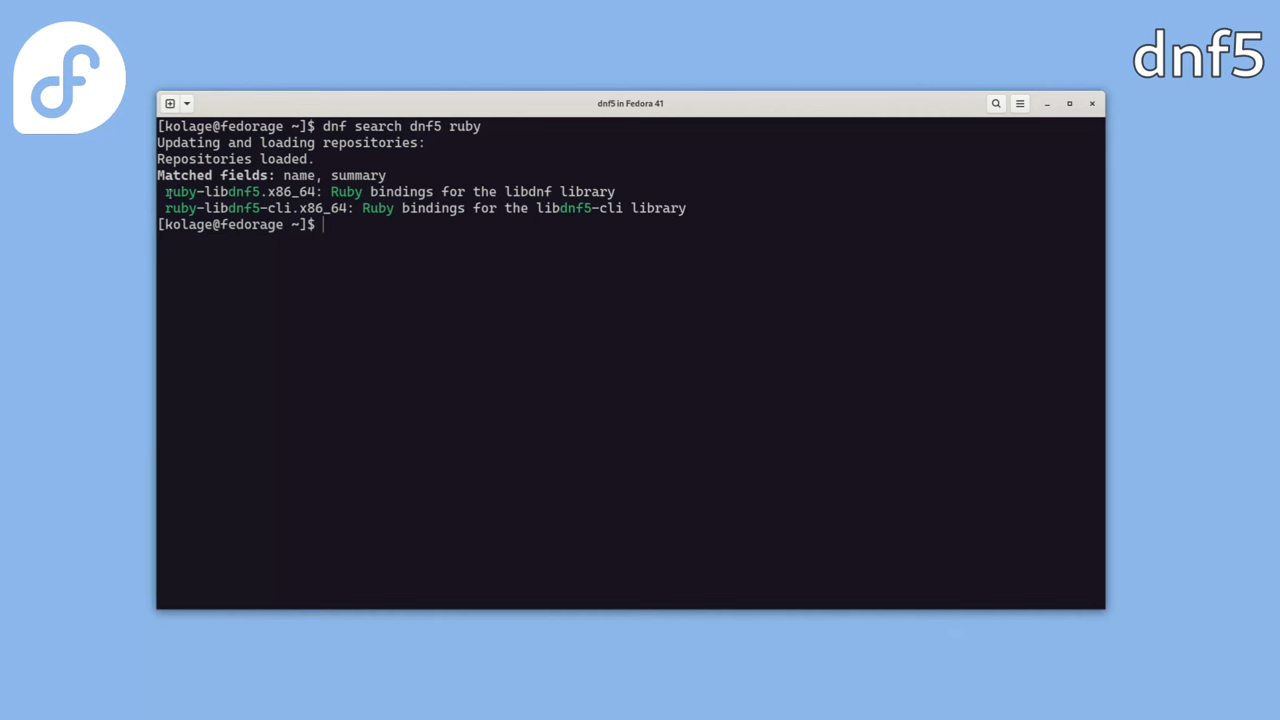 dnf5
dnf5 in Fedora 41
[kolage@fedorage ~]$ dnf search dnf5 ruby
Updating and loading repositories:
Repositories loaded.
Matched fields: name, summary
ruby-libdnf5.x86_64: Ruby bindings for the libdnf library
ruby-libdnf5-cli.x86_64: Ruby bindings for the libdnf5-cli library
[kolage@fedorage ~]$